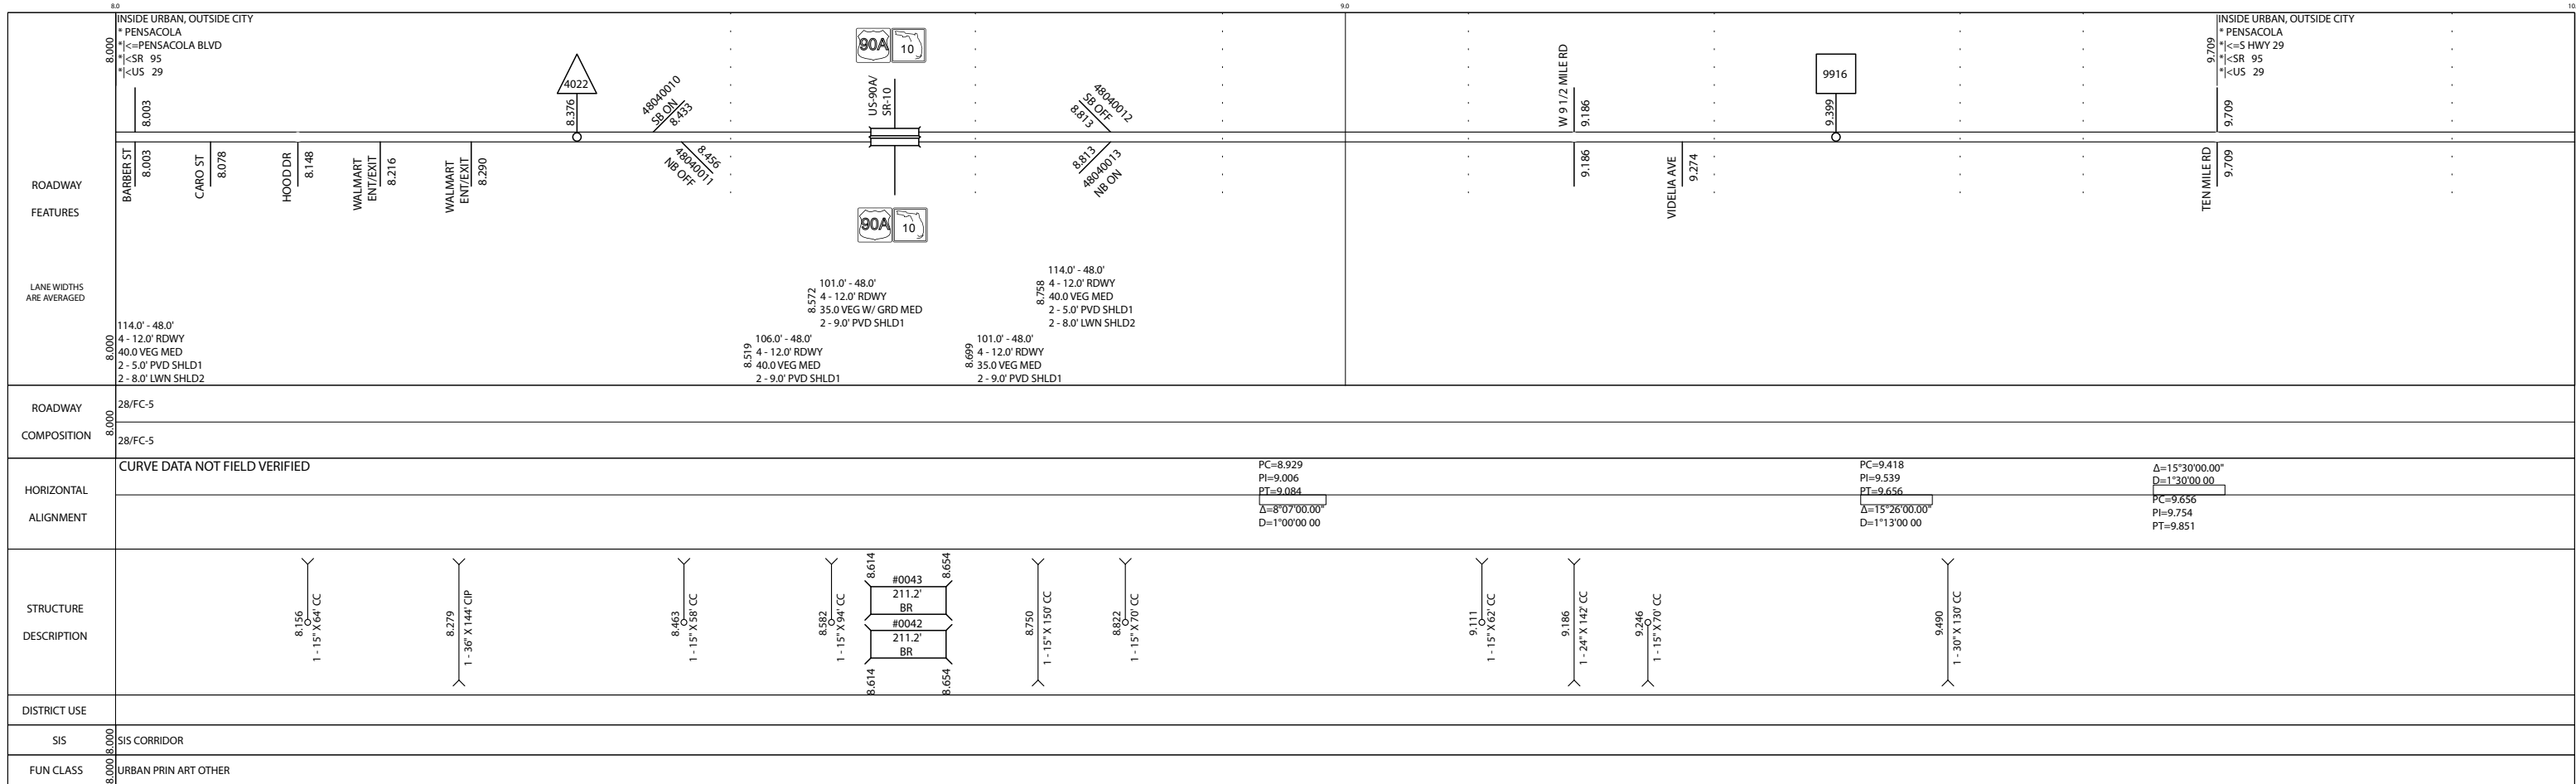 8.0
9.0
10.
ROADWAY
FEATURES
LANE WIDTHS
ARE AVERAGED
8.000
INSIDE URBAN, OUTSIDE CITY
* PENSACOLA
*|<=PENSACOLA BLVD
*|<SR 95
*|<US 29
8.003
BARBER ST
8.003
CARO ST
8.078
HOOD DR
8.148
WALMART
ENT/EXIT
8.216
WALMART
ENT/EXIT
8.290
4022
8.376
48040010
SB ON
8.433
8.456
48040011
NB OFF
90A
10
US-90A/
SR-10
90A
10
48040012
SB OFF
8.813
8.813
48040013
NB ON
W 9 1/2 MILE RD
9.186
9.186
VIDELIA AVE
9.274
9916
9.399
9.709
INSIDE URBAN, OUTSIDE CITY
* PENSACOLA
*|<=S HWY 29
*|<SR 95
*|<US 29
9.709
TEN MILE RD
9.709
8.000
114.0' - 48.0'
4 - 12.0' RDWY
40.0 VEG MED
2 - 5.0' PVD SHLD1
2 - 8.0' LWN SHLD2
8.519
106.0' - 48.0'
4 - 12.0' RDWY
40.0 VEG MED
2 - 9.0' PVD SHLD1
8.572
101.0' - 48.0'
4 - 12.0' RDWY
35.0 VEG W/ GRD MED
2 - 9.0' PVD SHLD1
8.699
101.0' - 48.0'
4 - 12.0' RDWY
35.0 VEG MED
2 - 9.0' PVD SHLD1
8.758
114.0' - 48.0'
4 - 12.0' RDWY
40.0 VEG MED
2 - 5.0' PVD SHLD1
2 - 8.0' LWN SHLD2
ROADWAY
COMPOSITION
8.000
28/FC-5
28/FC-5
HORIZONTAL
ALIGNMENT
CURVE DATA NOT FIELD VERIFIED
PC=8.929
PI=9.006
PT=9.084
Δ=8°07'00.00"
D=1°00'00 00
PC=9.418
PI=9.539
PT=9.656
Δ=15°26'00.00"
D=1°13'00 00
Δ=15°30'00.00"
D=1°30'00 00
PC=9.656
PI=9.754
PT=9.851
STRUCTURE
DESCRIPTION
8.156
1 - 15" X 64' CC
8.279
1 - 36" X 144' CIP
8.463
1 - 15" X 58' CC
8.582
1 - 15" X 94' CC
8.614
8.654
#0043
211.2'
BR
#0042
211.2'
BR
8.614
8.654
8.750
1 - 15" X 150' CC
8.822
1 - 15" X 70' CC
9.111
1 - 15" X 62' CC
9.186
1 - 24" X 142' CC
9.246
1 - 15" X 70' CC
9.490
1 - 30" X 130' CC
DISTRICT USE
SIS
8.000
SIS CORRIDOR
FUN CLASS
8.000
URBAN PRIN ART OTHER